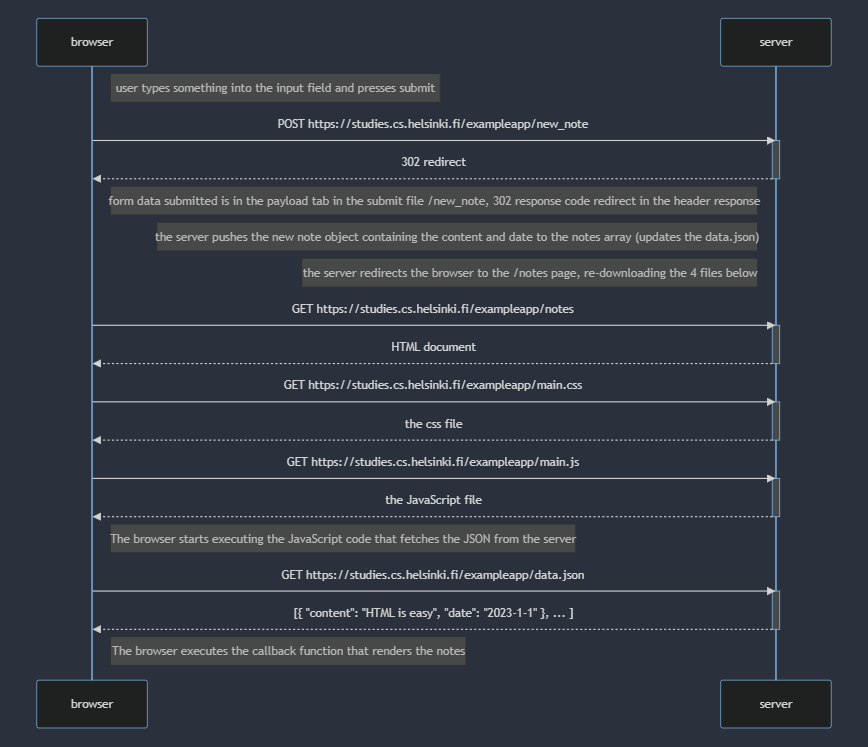 browser server
user types something into the input field and presses submit
POST https://studies.cs.helsinki.fi/exampleapp/new_note
302 redirect
form data submitted is in the payload tab in the submit file /new_note, 302 response code redirect in the header response
the server pushes the new note object containing the content and date to the notes array (updates the data.json)
the server redirects the browser to the /notes page, re-downloading the 4 files below
GET https://studies.cs.helsinki.fi/exampleapp/notes
HTML document
GET https://studies.cs.helsinki.fi/exampleapp/main.css
the css file
GET https://studies.cs.helsinki.fi/exampleapp/main.js
the JavaScript file
The browser starts executing the JavaScript code that fetches the JSON from the server
GET https://studies.cs.helsinki.fi/exampleapp/data.json
[{ "content": "HTML is easy", "date": "2023-1-1" }, ... ]
The browser executes the callback function that renders the notes
browser server